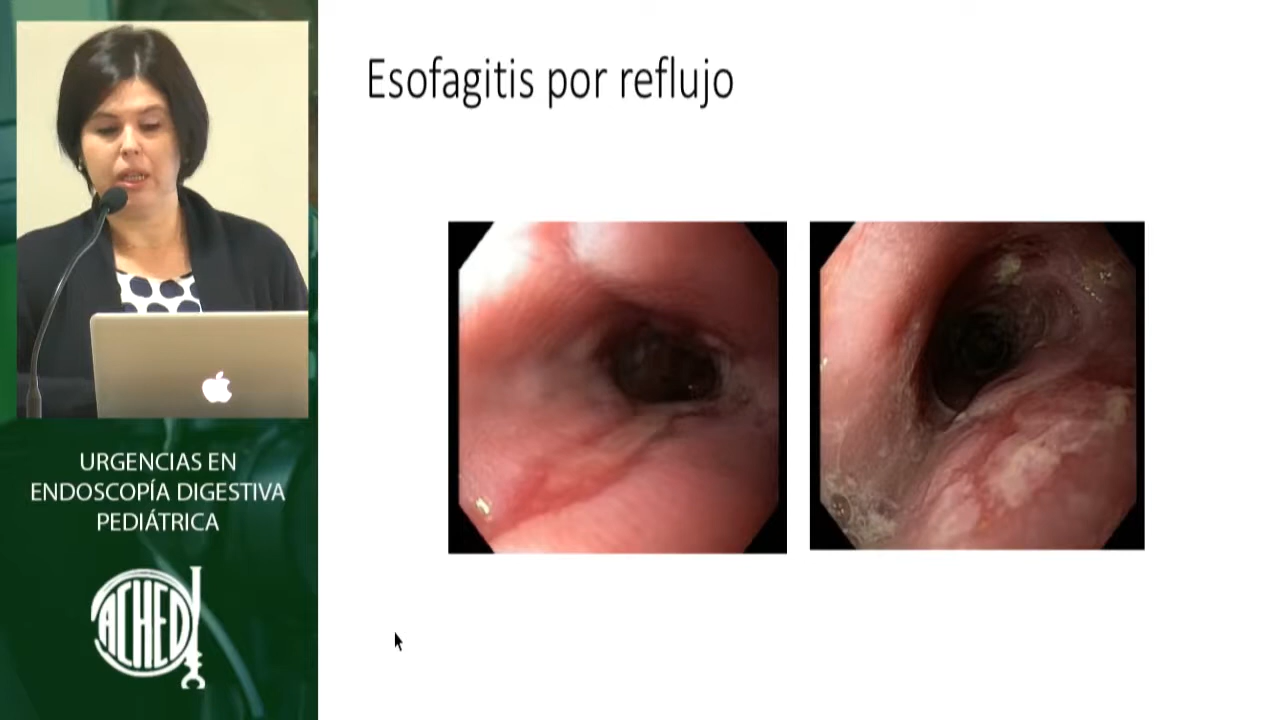 Esofagitis por reflujo
URGENCIAS EN
ENDOSCOPÍA DIGESTIVA
PEDIÁTRICA
ACHED